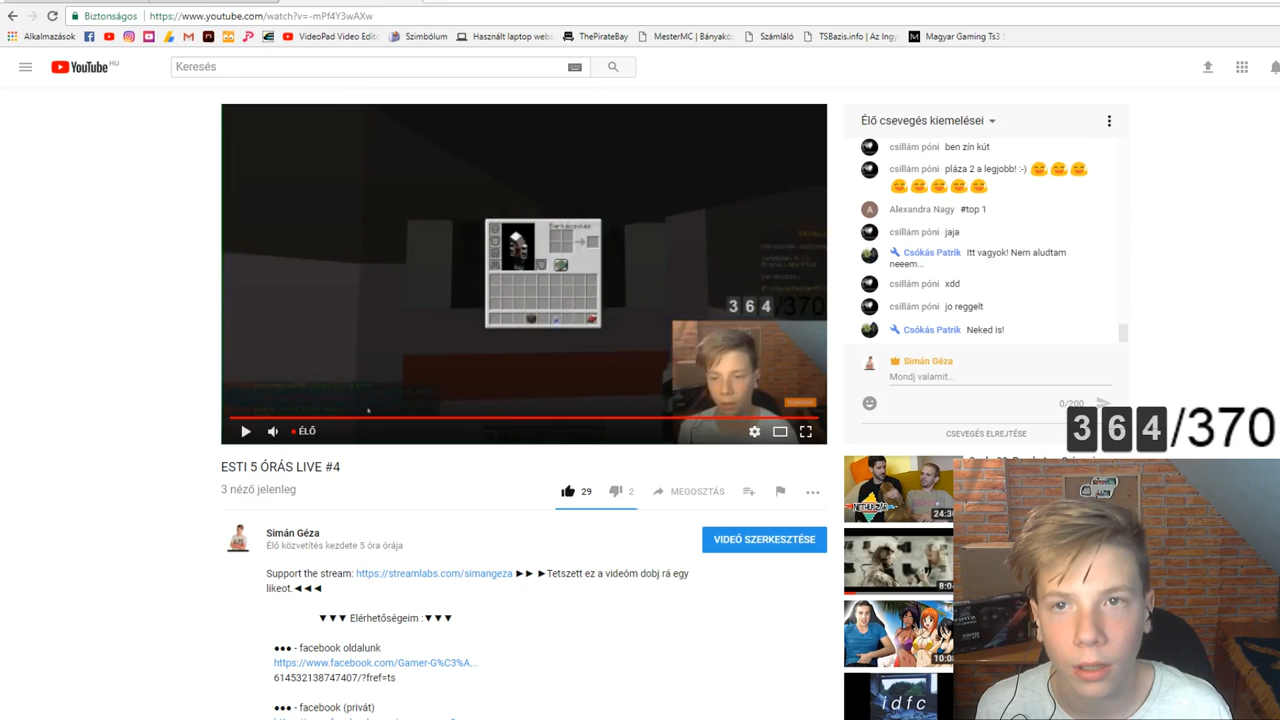 Biztonságos
https://www.youtube.com/watch?v=-mPf4Y3wAXw
Alkalmazások
VideoPad Video Edito
Szimbólum
Használt laptop web
ThePirateBay
MesterMC | Bányakó
Számláló
TSBazis.info | Az Ingy
Magyar Gaming Ts3
YouTube HU
Keresés
Barkácsolás
364/370
ÉLŐ
Élő csevegés kiemelései
csillám póni ben zín kút
csillám póni pláza 2 a legjobb! :-)
A Alexandra Nagy #top 1
csillám póni jaja
Csókás Patrik Itt vagyok! Nem aludtam
neeem...
csillám póni xdd
csillám póni jo reggelt
Csókás Patrik Neked is!
Simán Géza
Mondj valamit...
0/200
CSEVEGÉS ELREJTÉSE
364/370
ESTI 5 ÓRÁS LIVE #4
3 néző jelenleg
29
2
MEGOSZTÁS
Simán Géza
Élő közvetítés kezdete 5 óra órája
VIDEÓ SZERKESZTÉSE
Support the stream: https://streamlabs.com/simangeza ►► ►Tetszett ez a videóm dobj rá egy
likeot.◄◄◄
▼▼▼ Elérhetőségeim :▼▼▼
●●● - facebook oldalunk
https://www.facebook.com/Gamer-G%C3%A...
614532138747407/?fref=ts
●●● - facebook (privát)
24:3
8:0
10:0
idfc